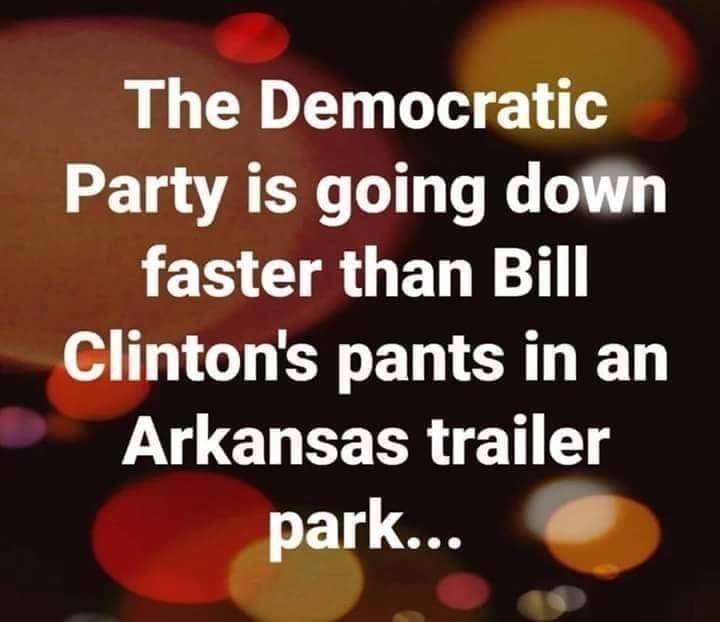 The Democratic
Party is going down
faster than Bill
Clinton's pants in an
Arkansas trailer
park...